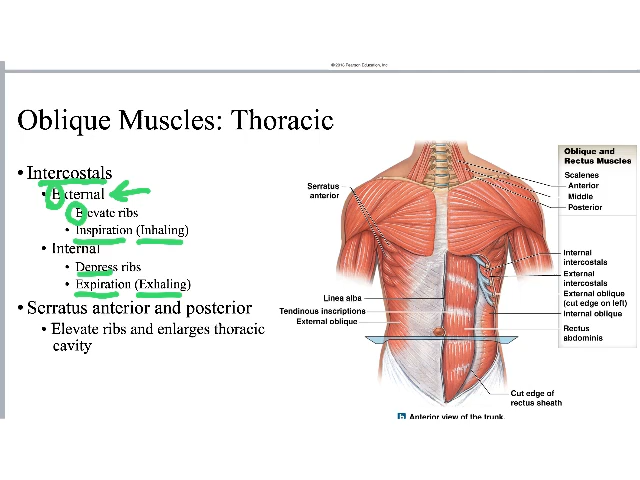 ©2018 Pearson Education, Inc.
Oblique Muscles: Thoracic
• Intercostals
• External
• Elevate ribs
• Inspiration (Inhaling)
• Internal
• Depress ribs
• Expiration (Exhaling)
• Serratus anterior and posterior
• Elevate ribs and enlarges thoracic
cavity
Serratus
anterior
Linea alba
Tendinous inscriptions
External oblique
Oblique and
Rectus Muscles
Scalenes
Anterior
Middle
Posterior
Internal
intercostals
External
intercostals
External oblique
(cut edge on left)
Internal oblique
Rectus
abdominis
Cut edge of
rectus sheath
b Anterior view of the trunk.